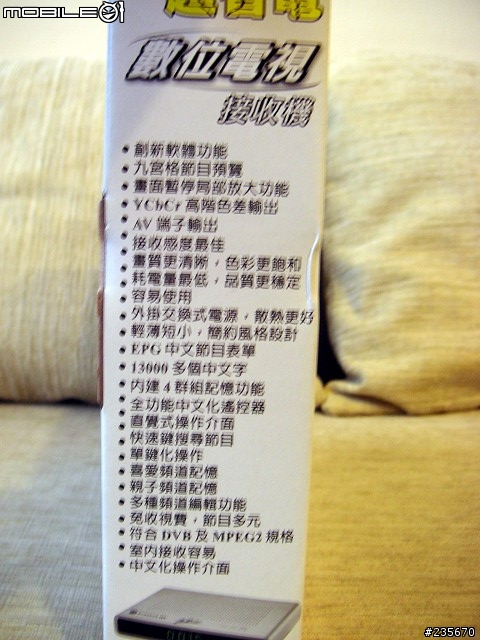 MOBILE01
超省電
數位電視
接收機
• 創新軟體功能
• 九宮格節目預覽
• 畫面暫停局部放大功能
• YCbCr 高階色差輸出
• AV 端子輸出
• 接收感度最佳
• 畫質更清晰，色彩更飽和
• 耗電量最低，品質更穩定
• 容易使用
• 外掛交換式電源，散熱更好
• 輕薄短小，簡約風格設計
• EPG 中文節目表單
• 13000 多個中文字
• 內建 4 群組記憶功能
• 全功能中文化遙控器
• 直覺式操作介面
• 快速鍵搜尋節目
• 單鍵化操作
• 喜愛頻道記憶
• 親子頻道記憶
• 多種頻道編輯功能
• 免收視費，節目多元
• 符合 DVB 及 MPEG2 規格
• 室內接收容易
• 中文化操作介面
#235670